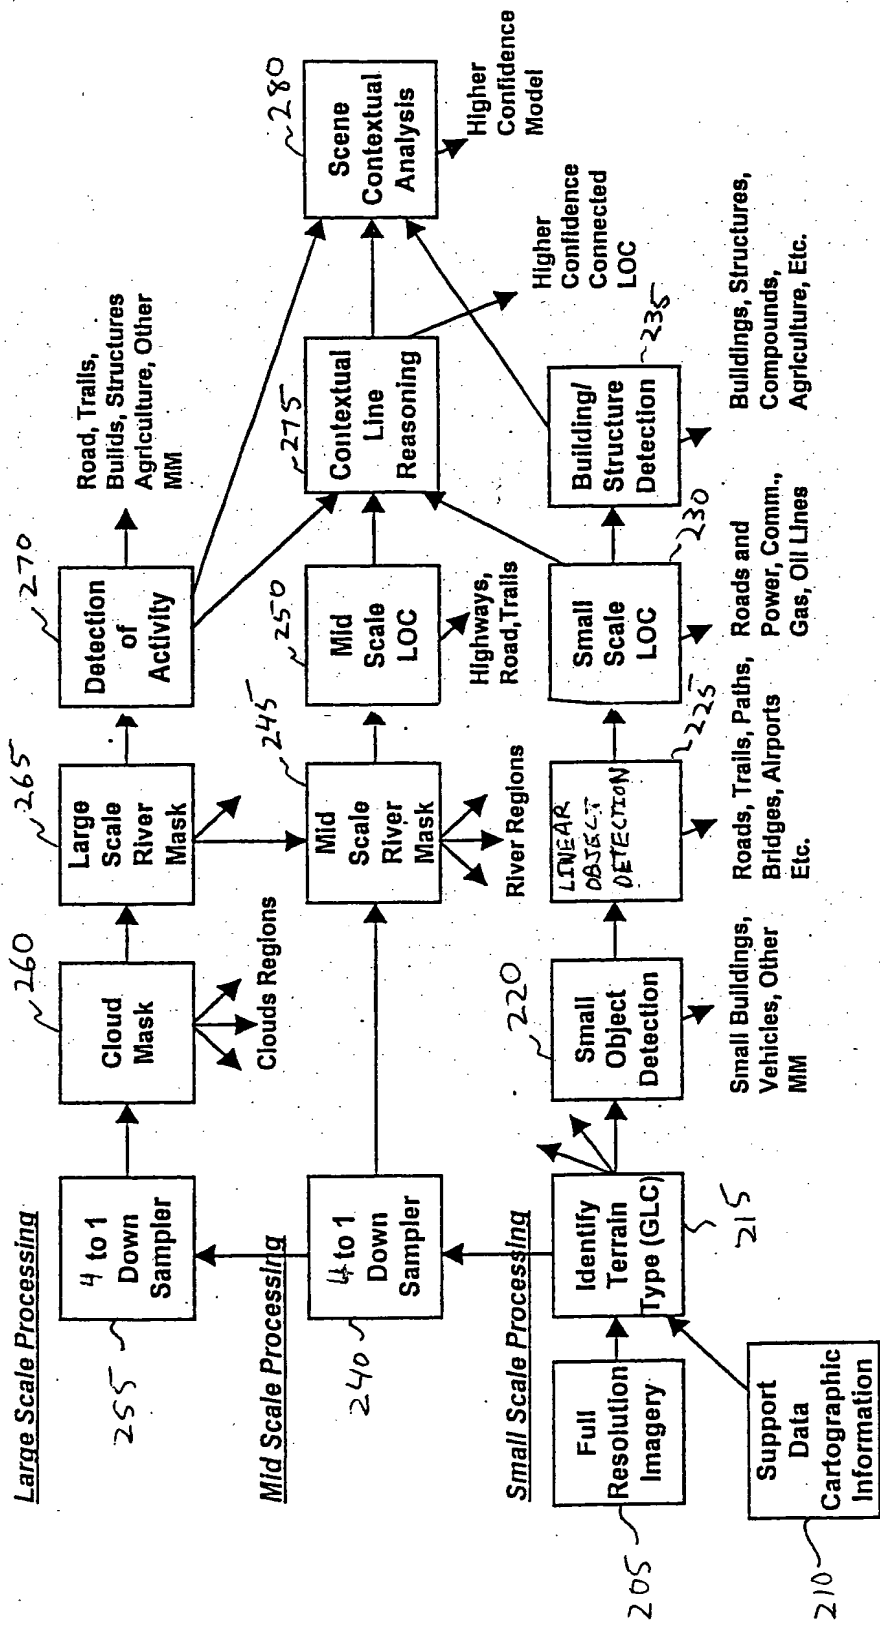 Large Scale Processing
255
4 to 1
Down
Sampler
260
Cloud
Mask
Clouds Regions
265
Large
Scale
River
Mask
270
Detection
of
Activity
Road, Trails,
Builds, Structures
Agriculture, Other
MM
Mid Scale Processing
240
4 to 1
Down
Sampler
245
Mid
Scale
River
Mask
River Regions
250
Mid
Scale
LOC
Highways,
Road,Trails
275
Contextual
Line
Reasoning
Higher
Confidence
Connected
LOC
280
Scene
Contextual
Analysis
Higher
Confidence
Model
Small Scale Processing
205
Full
Resolution
Imagery
210
Support
Data
Cartographic
Information
215
Identify
Terrain
Type (GLC)
220
Small
Object
Detection
Small Buildings,
Vehicles, Other
MM
225
LINEAR
OBJECT
DETECTION
Roads, Trails, Paths,
Bridges, Airports
Etc.
230
Small
Scale
LOC
Roads and
Power, Comm.,
Gas, Oil Lines
235
Building/
Structure
Detection
Buildings, Structures,
Compounds,
Agriculture, Etc.